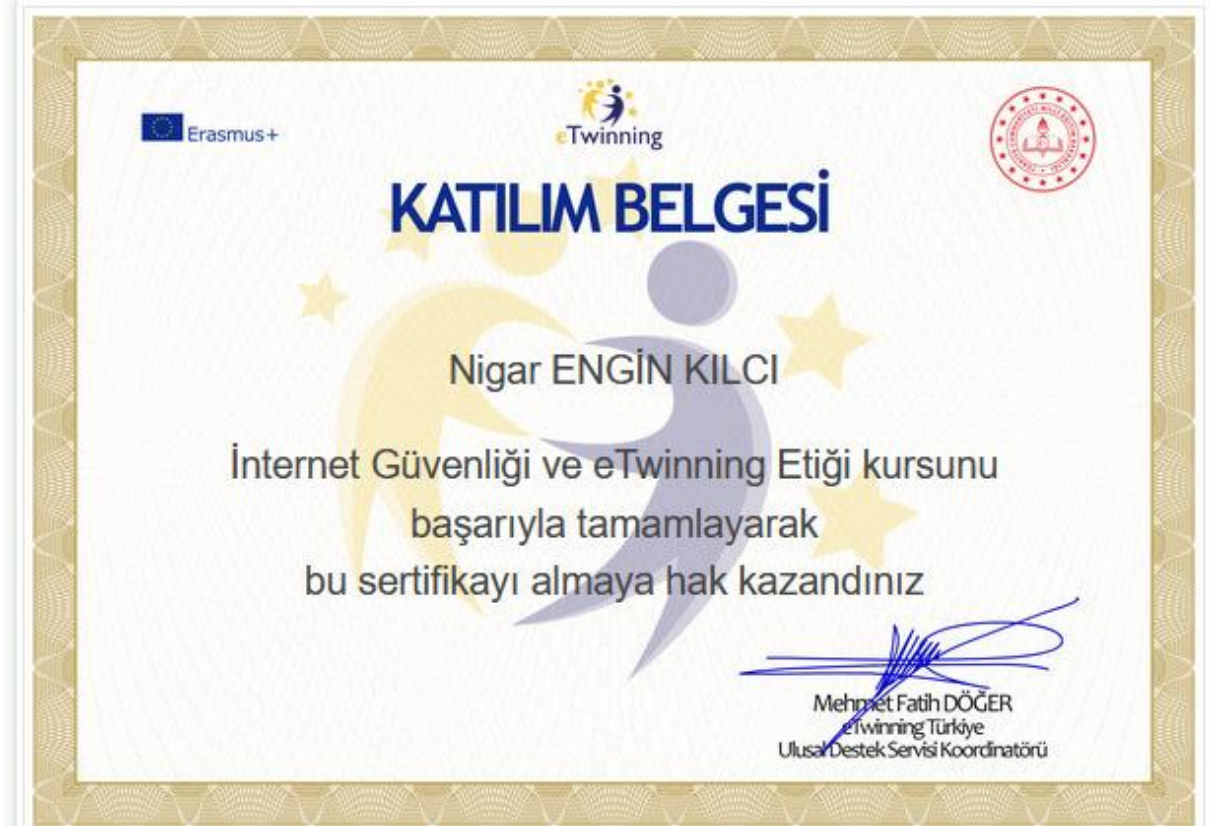 Erasmus+
eTwinning
KATILIM BELGESİ
Nigar ENGİN KILCI
İnternet Güvenliği ve eTwinning Etiği kursunu
başarıyla tamamlayarak
bu sertifikayı almaya hak kazandınız
Mehmet Fatih DÖĞER
eTwinning Türkiye
Ulusal Destek Servisi Koordinatörü